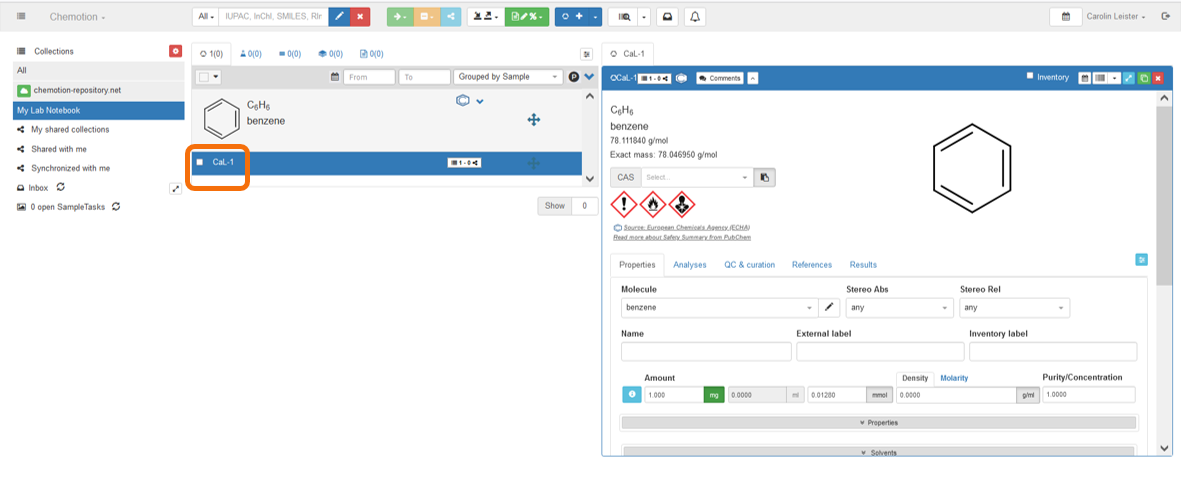 Chemotion
All
IUPAC, InChI, SMILES, RIn
Carolin Leister
Collections
All
chemotion-repository.net
My Lab Notebook
My shared collections
Shared with me
Synchronized with me
Inbox
0 open SampleTasks
1(0) 0(0) 0(0) 0(0) 0(0)
From To Grouped by Sample P
C6H6
benzene
CaL-1 1 - 0
Show 0
CaL-1
CaL-1 1 - 0 Comments Inventory
C6H6
benzene
78.111840 g/mol
Exact mass: 78.046950 g/mol
CAS Select...
Source: European Chemicals Agency (ECHA)
Read more about Safety Summary from PubChem
Properties Analyses QC & curation References Results
Molecule Stereo Abs Stereo Rel
benzene any any
Name External label Inventory label
Amount Density Molarity Purity/Concentration
1.000 mg 0.0000 ml 0.01280 mmol 0.0000 g/ml 1.0000
Properties
Solvents